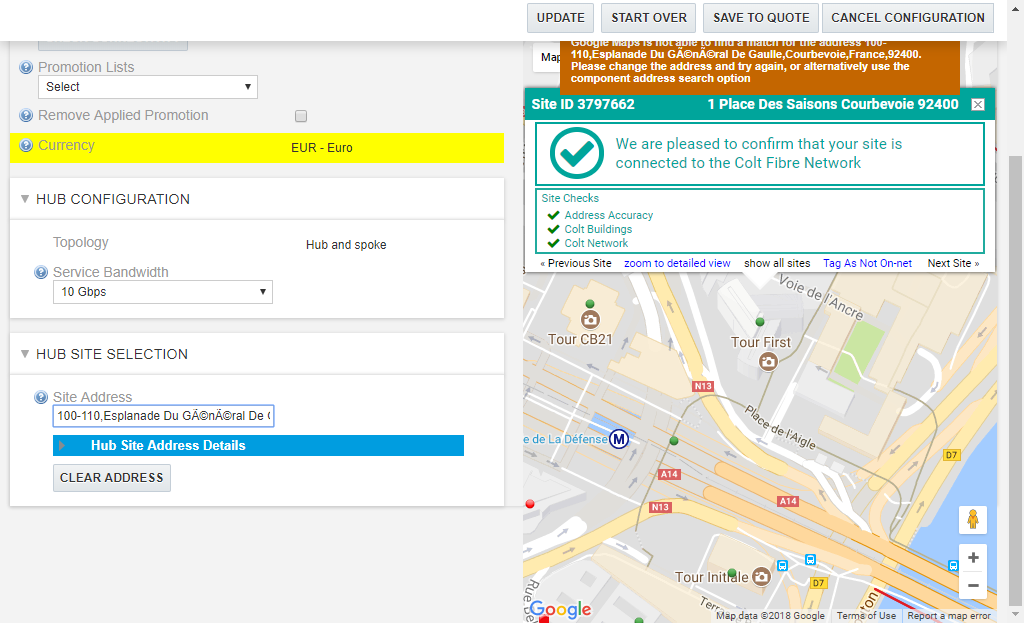 UPDATE START OVER SAVE TO QUOTE CANCEL CONFIGURATION
Promotion Lists
Select
Remove Applied Promotion
Currency EUR - Euro
HUB CONFIGURATION
Topology Hub and spoke
Service Bandwidth
10 Gbps
HUB SITE SELECTION
Site Address
100-110,Esplanade Du GÃ©nÃ©ral De
Hub Site Address Details
CLEAR ADDRESS
Map
Google Maps is not able to find a match for the address 100-
110,Esplanade Du GÃ©nÃ©ral De Gaulle,Courbevoie,France,92400.
Please change the address and try again, or alternatively use the
component address search option
Site ID 3797662 1 Place Des Saisons Courbevoie 92400
We are pleased to confirm that your site is
connected to the Colt Fibre Network
Site Checks
Address Accuracy
Colt Buildings
Colt Network
« Previous Site zoom to detailed view show all sites Tag As Not On-net Next Site »
Voie de l'Ancre
Tour CB21
Tour First
N13
Place de l'Aigle
e de La Défense M
D7
A14
A14
N13
Tour Initiale
D7
Google
Map data ©2018 Google Terms of Use Report a map error